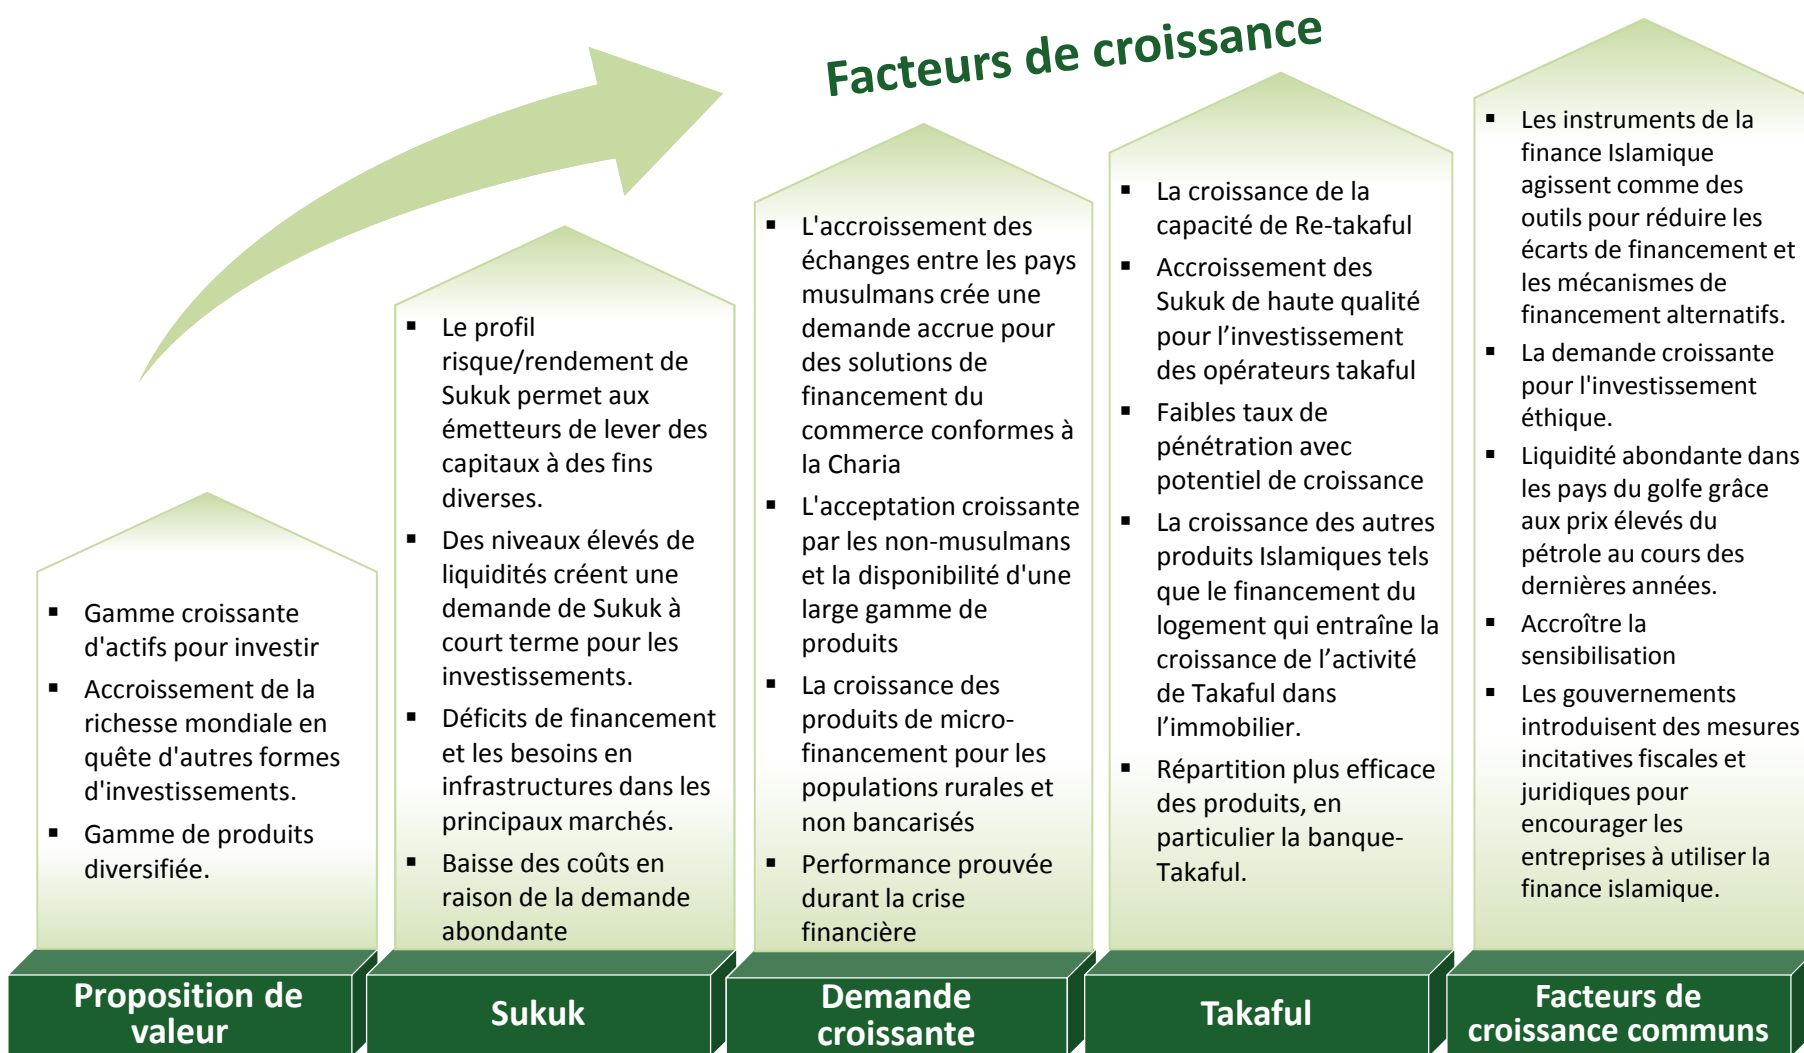 Facteurs de croissance
▪ Gamme croissante
d'actifs pour investir
▪ Accroissement de la
richesse mondiale en
quête d'autres formes
d'investissements.
▪ Gamme de produits
diversifiée.
Proposition de
valeur
▪ Le profil
risque/rendement de
Sukuk permet aux
émetteurs de lever des
capitaux à des fins
diverses.
▪ Des niveaux élevés de
liquidités créent une
demande de Sukuk à
court terme pour les
investissements.
▪ Déficits de financement
et les besoins en
infrastructures dans les
principaux marchés.
▪ Baisse des coûts en
raison de la demande
abondante
Sukuk
▪ L'accroissement des
échanges entre les pays
musulmans crée une
demande accrue pour
des solutions de
financement du
commerce conformes à
la Charia
▪ L'acceptation croissante
par les non-musulmans
et la disponibilité d'une
large gamme de
produits
▪ La croissance des
produits de micro-
financement pour les
populations rurales et
non bancarisés
▪ Performance prouvée
durant la crise
financière
Demande
croissante
▪ La croissance de la
capacité de Re-takaful
▪ Accroissement des
Sukuk de haute qualité
pour l’investissement
des opérateurs takaful
▪ Faibles taux de
pénétration avec
potentiel de croissance
▪ La croissance des autres
produits Islamiques tels
que le financement du
logement qui entraîne la
croissance de l’activité
de Takaful dans
l’immobilier.
▪ Répartition plus efficace
des produits, en
particulier la banque-
Takaful.
Takaful
▪ Les instruments de la
finance Islamique
agissent comme des
outils pour réduire les
écarts de financement et
les mécanismes de
financement alternatifs.
▪ La demande croissante
pour l'investissement
éthique.
▪ Liquidité abondante dans
les pays du golfe grâce
aux prix élevés du
pétrole au cours des
dernières années.
▪ Accroître la
sensibilisation
▪ Les gouvernements
introduisent des mesures
incitatives fiscales et
juridiques pour
encourager les
entreprises à utiliser la
finance islamique.
Facteurs de
croissance communs